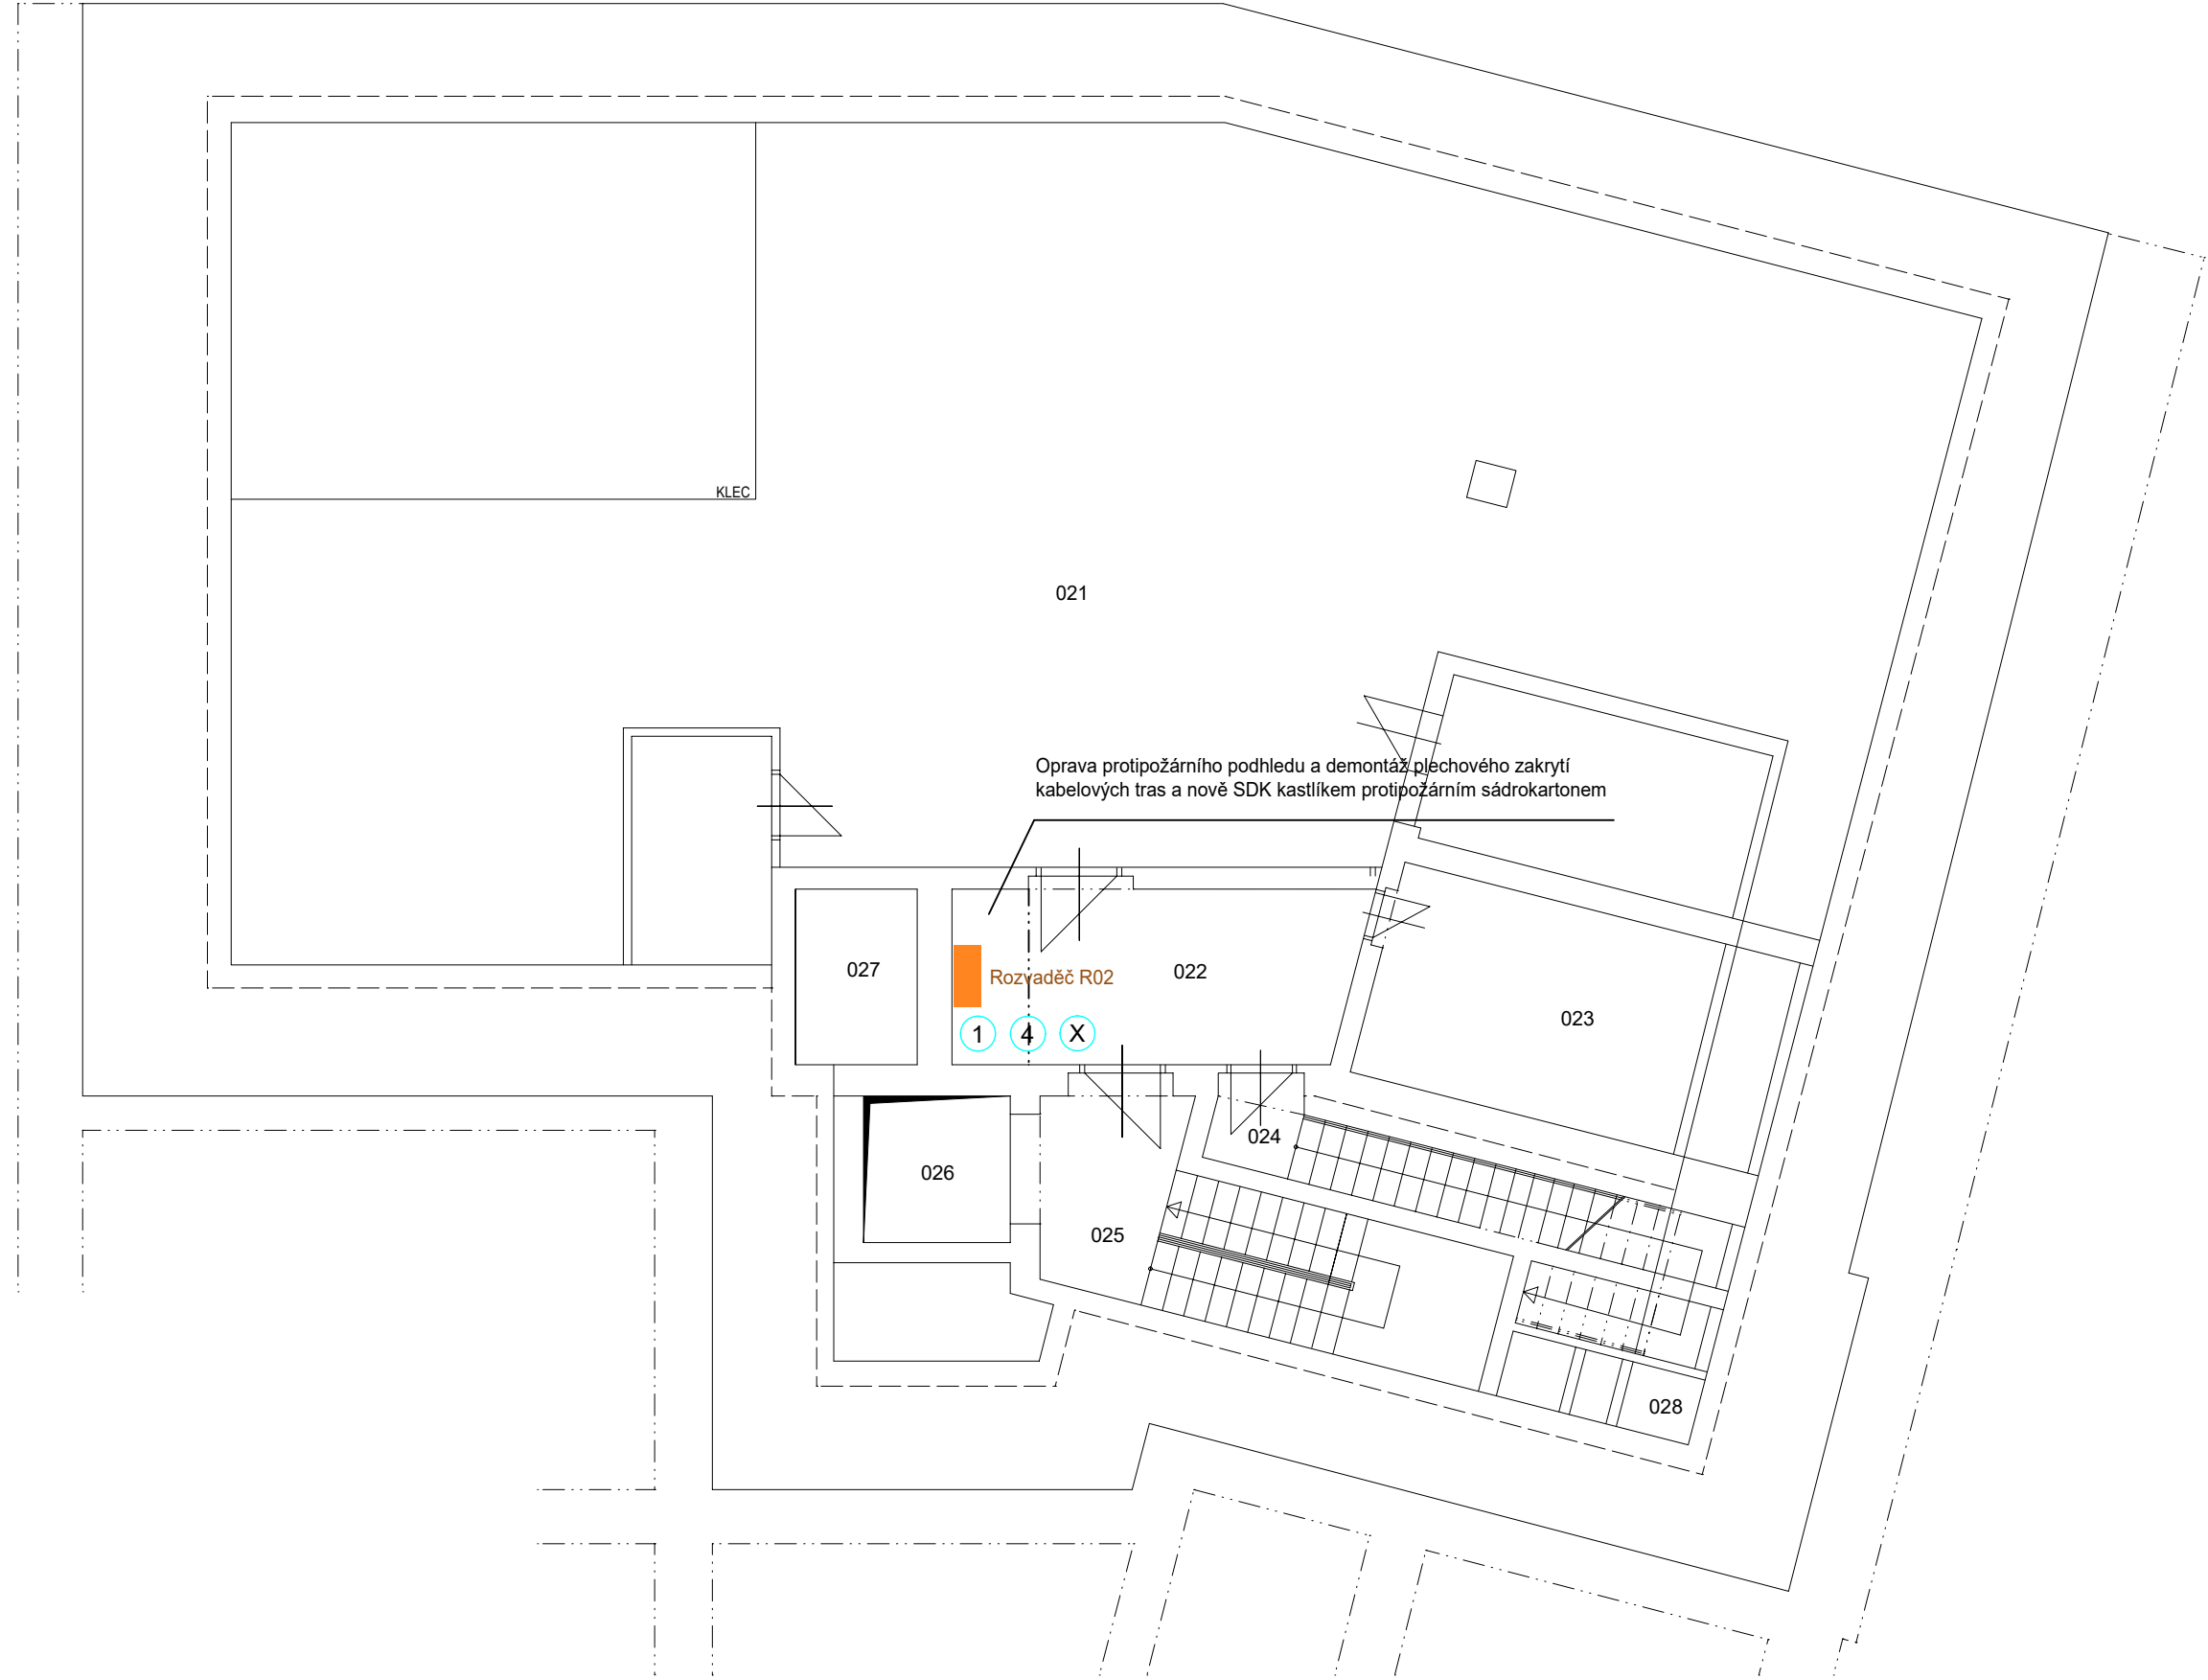 KLEC
021
Oprava protipožárního podhledu a demontáž plechového zakrytí
kabelových tras a nově SDK kastlíkem protipožárním sádrokartonem
027
Rozvaděč R02
022
023
1 4 X
024
026
025
028